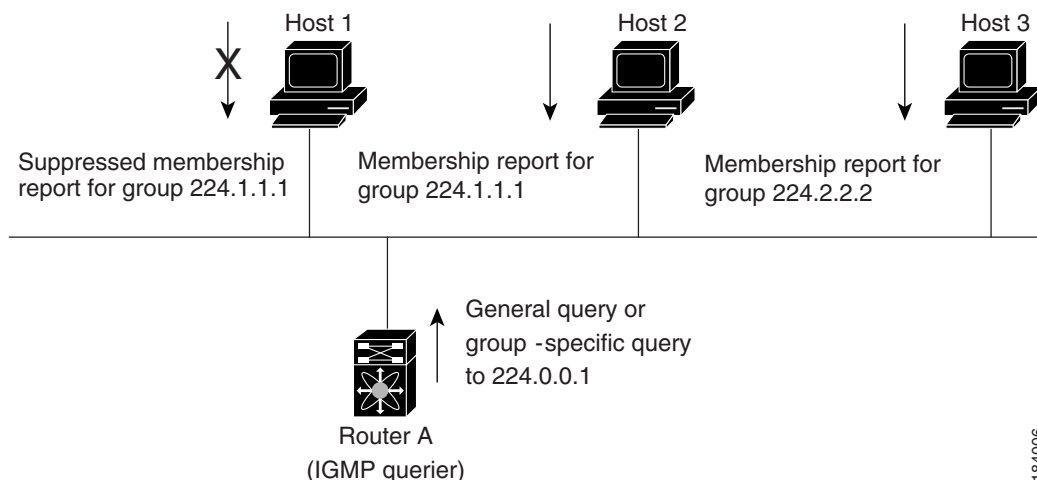 Host 1
Host 2
Host 3
X
Suppressed membership
report for group 224.1.1.1
Membership report for
group 224.1.1.1
Membership report for
group 224.2.2.2
General query or
group -specific query
to 224.0.0.1
Router A
(IGMP querier)